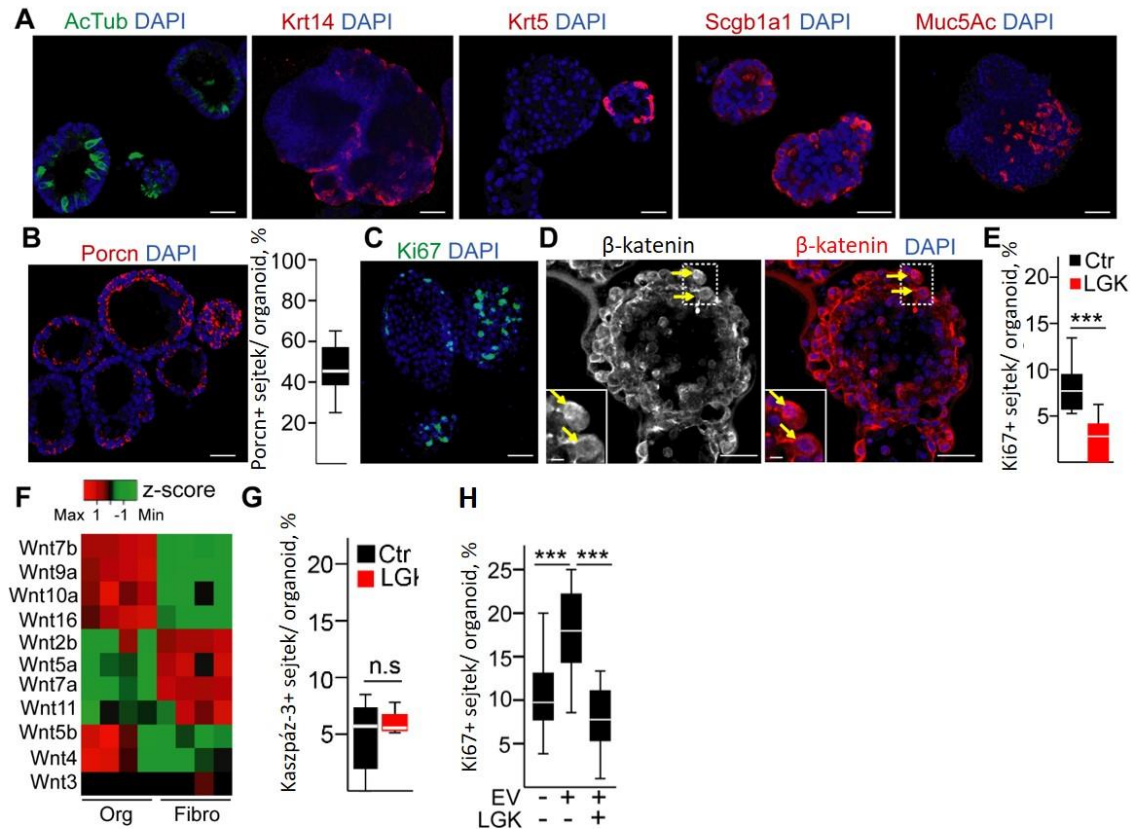 A
AcTub DAPI
Krt14 DAPI
Krt5 DAPI
Scgb1a1 DAPI
Muc5Ac DAPI
B
Porcn DAPI
Porcn+ sejtek/ organoid, %
100
80
60
40
20
C
Ki67 DAPI
D
β-katenin
β-katenin DAPI
E
Ki67+ sejtek/ organoid, %
20
15
10
5
Ctr
LGK
***
F
z-score
Max 1 -1 Min
Wnt7b
Wnt9a
Wnt10a
Wnt16
Wnt2b
Wnt5a
Wnt7a
Wnt11
Wnt5b
Wnt4
Wnt3
Org Fibro
G
Kaszpáz-3+ sejtek/ organoid, %
20
15
10
5
Ctr
LGK
n.s
H
Ki67+ sejtek/ organoid, %
25
20
15
10
5
*** ***
EV - + +
LGK - - +